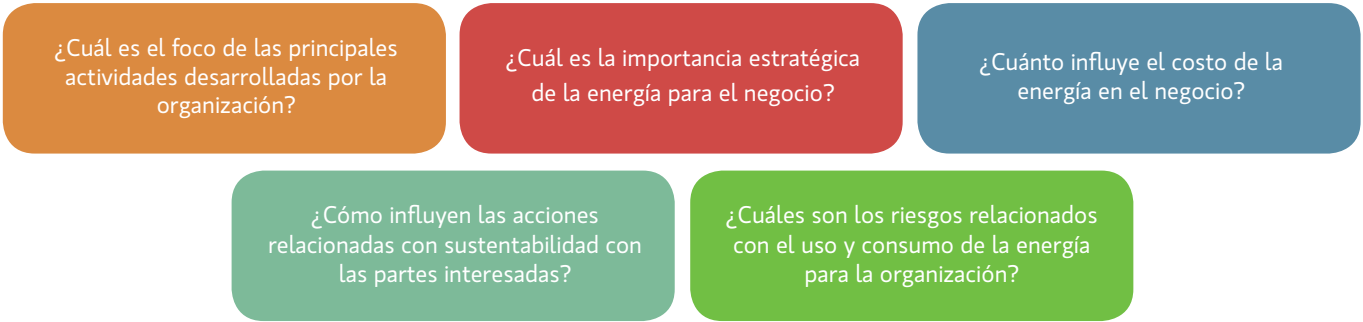 ¿Cuál es el foco de las principales
actividades desarrolladas por la
organización?
¿Cuál es la importancia estratégica
de la energía para el negocio?
¿Cuánto influye el costo de la
energía en el negocio?
¿Cómo influyen las acciones
relacionadas con sustentabilidad con
las partes interesadas?
¿Cuáles son los riesgos relacionados
con el uso y consumo de la energía
para la organización?